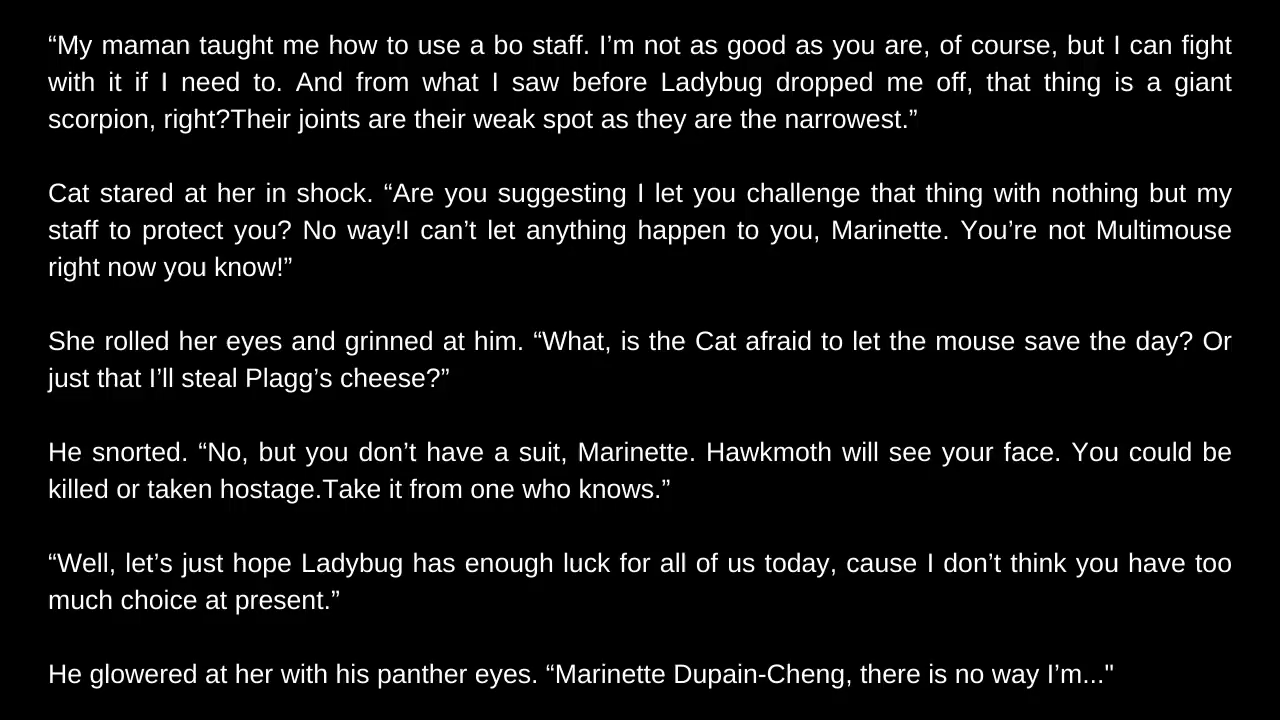 “My maman taught me how to use a bo staff. I’m not as good as you are, of course, but I can fight
with it if I need to. And from what I saw before Ladybug dropped me off, that thing is a giant
scorpion, right?Their joints are their weak spot as they are the narrowest.”
Cat stared at her in shock. “Are you suggesting I let you challenge that thing with nothing but my
staff to protect you? No way!I can’t let anything happen to you, Marinette. You’re not Multimouse
right now you know!”
She rolled her eyes and grinned at him. “What, is the Cat afraid to let the mouse save the day? Or
just that I’ll steal Plagg’s cheese?”
He snorted. “No, but you don’t have a suit, Marinette. Hawkmoth will see your face. You could be
killed or taken hostage.Take it from one who knows.”
“Well, let’s just hope Ladybug has enough luck for all of us today, cause I don’t think you have too
much choice at present.”
He glowered at her with his panther eyes. “Marinette Dupain-Cheng, there is no way I’m..."